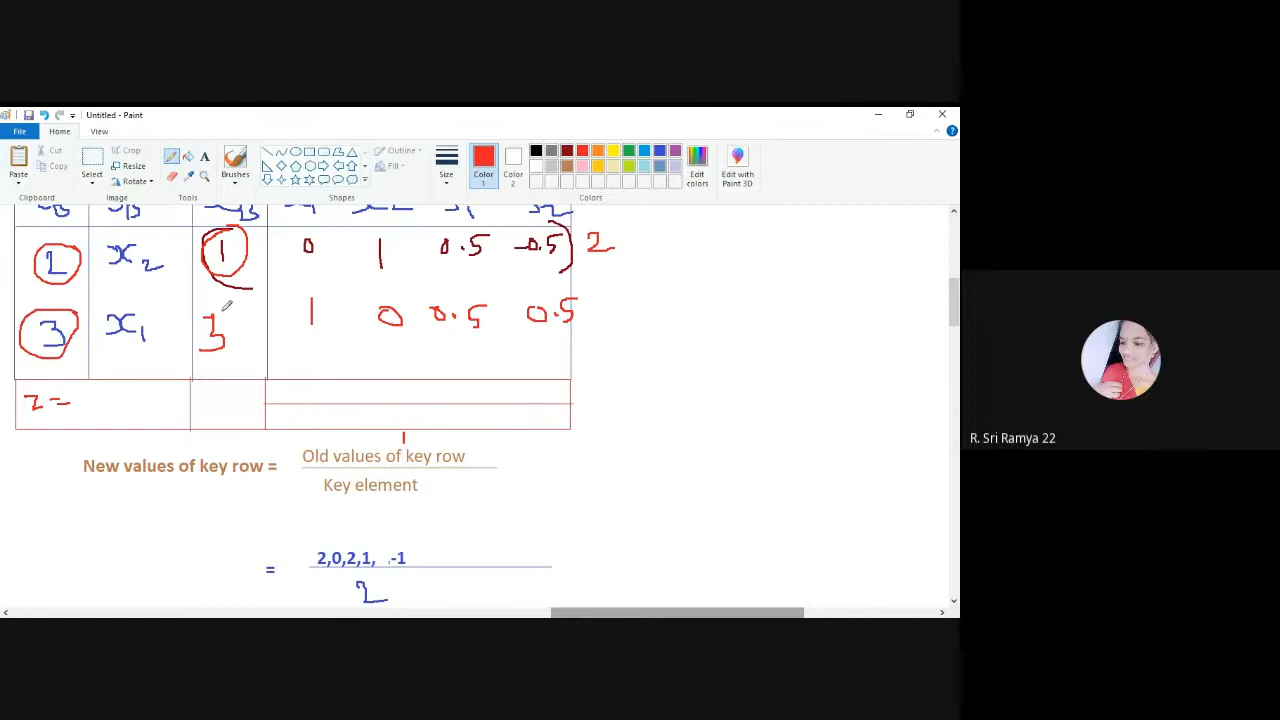 Untitled - Paint
File Home View
Cut
Copy
Paste
Clipboard
Select
Crop
Resize
Rotate
Image
Tools
Brushes
Shapes
Outline
Fill
Size
Color 1
Color 2
Colors
Edit colors
Edit with Paint 3D
2 x2 1 0 1 0.5 -0.5 2
3 x1 3 1 0 0.5 0.5
z =
New values of key row = Old values of key row
Key element
= 2,0,2,1, -1
2
R. Sri Ramya 22